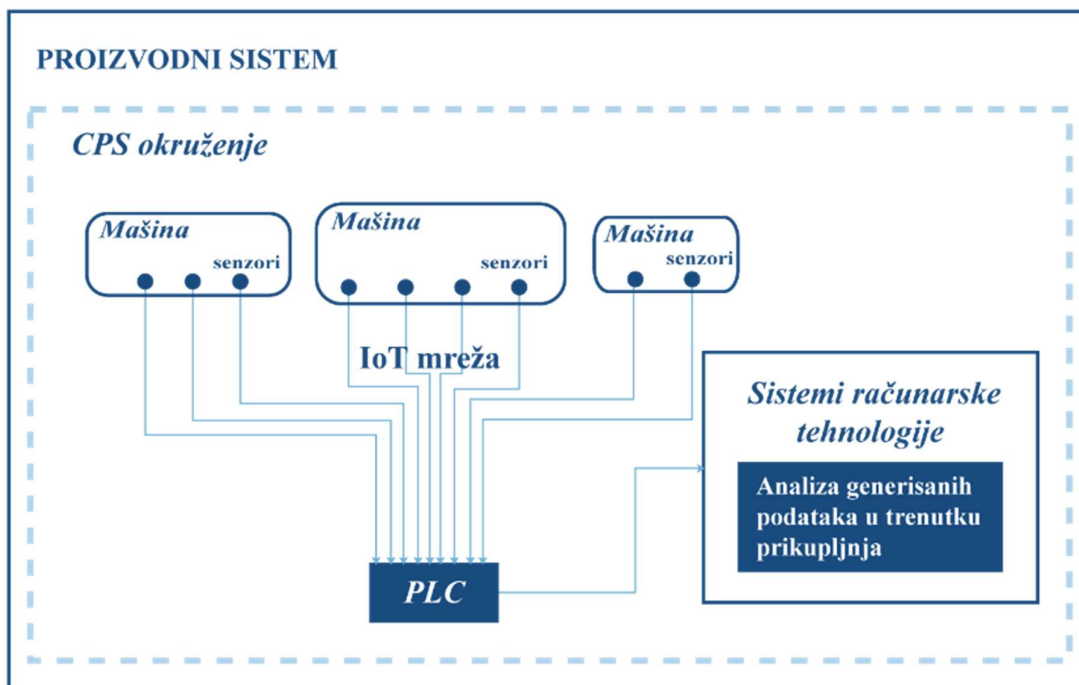 PROIZVODNI SISTEM
CPS okruženje
Mašina
senzori
Mašina
senzori
Mašina
senzori
IoT mreža
Sistemi računarske
tehnologije
Analiza generisanih
podataka u trenutku
prikupljnja
PLC